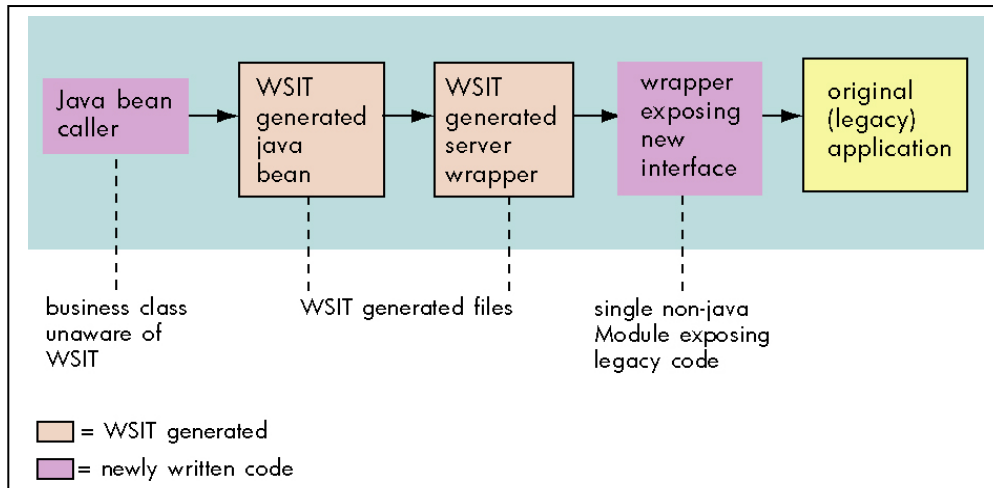 Java bean
caller
WSIT
generated
java
bean
WSIT
generated
server
wrapper
wrapper
exposing
new
interface
original
(legacy)
application
business class
unaware of
WSIT
WSIT generated files
single non-java
Module exposing
legacy code
= WSIT generated
= newly written code